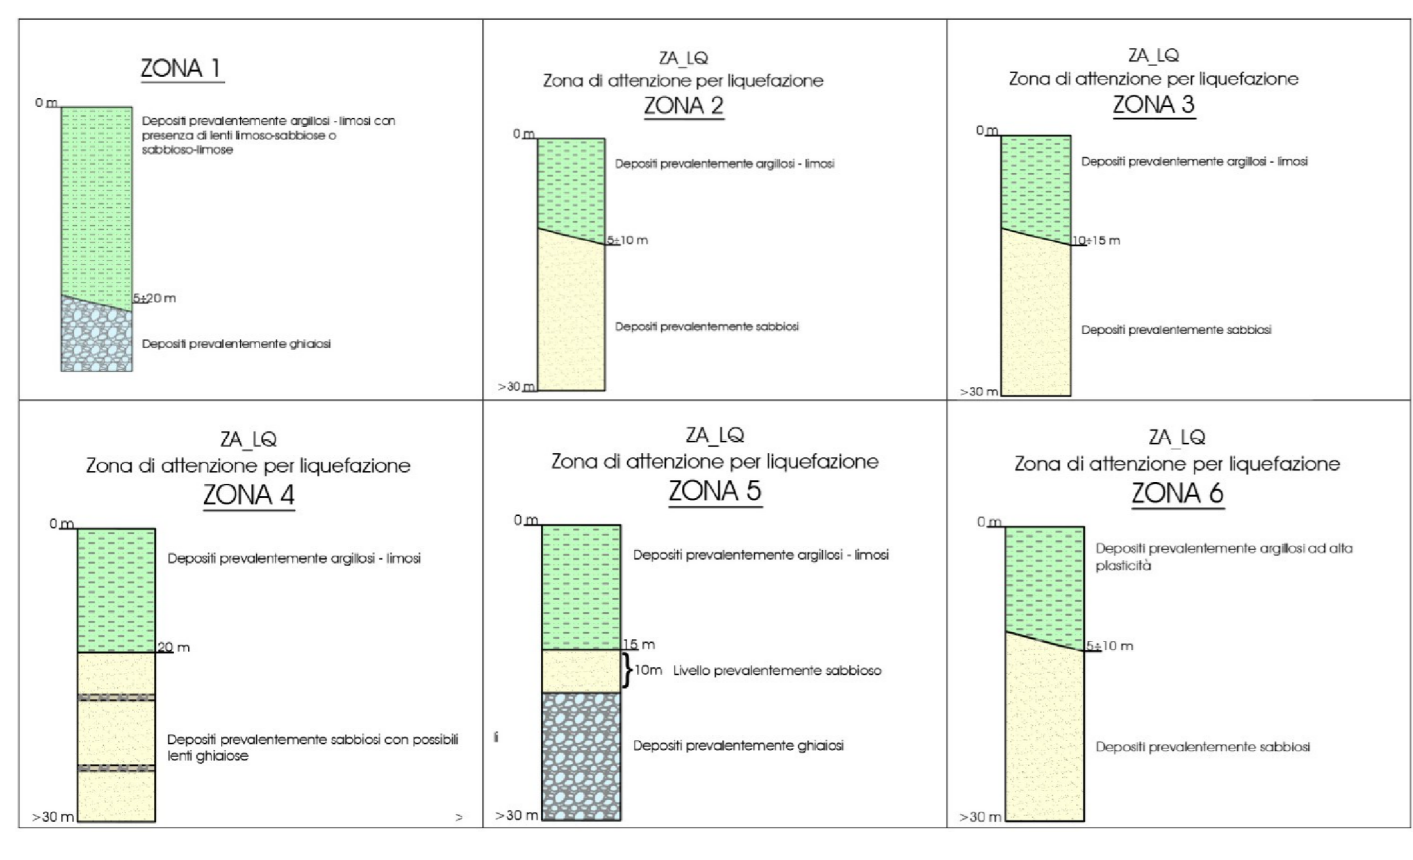 ZONA 1
0 m
Depositi prevalentemente argillosi - limosi con
presenza di lenti limoso-sabbiose o
sabbioso-limose
5÷20 m
Depositi prevalentemente ghiaiosi
ZA_LQ
Zona di attenzione per liquefazione
ZONA 2
0 m
Depositi prevalentemente argillosi - limosi
5÷10 m
Depositi prevalentemente sabbiosi
>30 m
ZA_LQ
Zona di attenzione per liquefazione
ZONA 3
0 m
Depositi prevalentemente argillosi - limosi
10÷15 m
Depositi prevalentemente sabbiosi
>30 m
ZA_LQ
Zona di attenzione per liquefazione
ZONA 4
0 m
Depositi prevalentemente argillosi - limosi
20 m
Depositi prevalentemente sabbiosi con possibili
lenti ghiaiose
>30 m
>
ZA_LQ
Zona di attenzione per liquefazione
ZONA 5
0 m
Depositi prevalentemente argillosi - limosi
15 m
10m Livello prevalentemente sabbioso
Depositi prevalentemente ghiaiosi
>30 m
ZA_LQ
Zona di attenzione per liquefazione
ZONA 6
0 m
Depositi prevalentemente argillosi ad alta
plasticità
5÷10 m
Depositi prevalentemente sabbiosi
>30 m